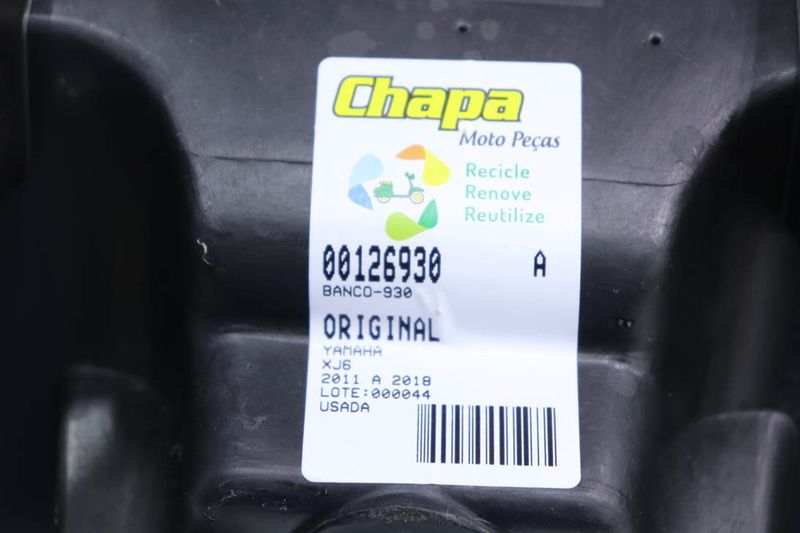 Chapa
Moto Peças
Recicle
Renove
Reutilize
00126930 A
BANCO-930
ORIGINAL
YAMAHA
XJ6
2011 A 2018
LOTE:000044
USADA